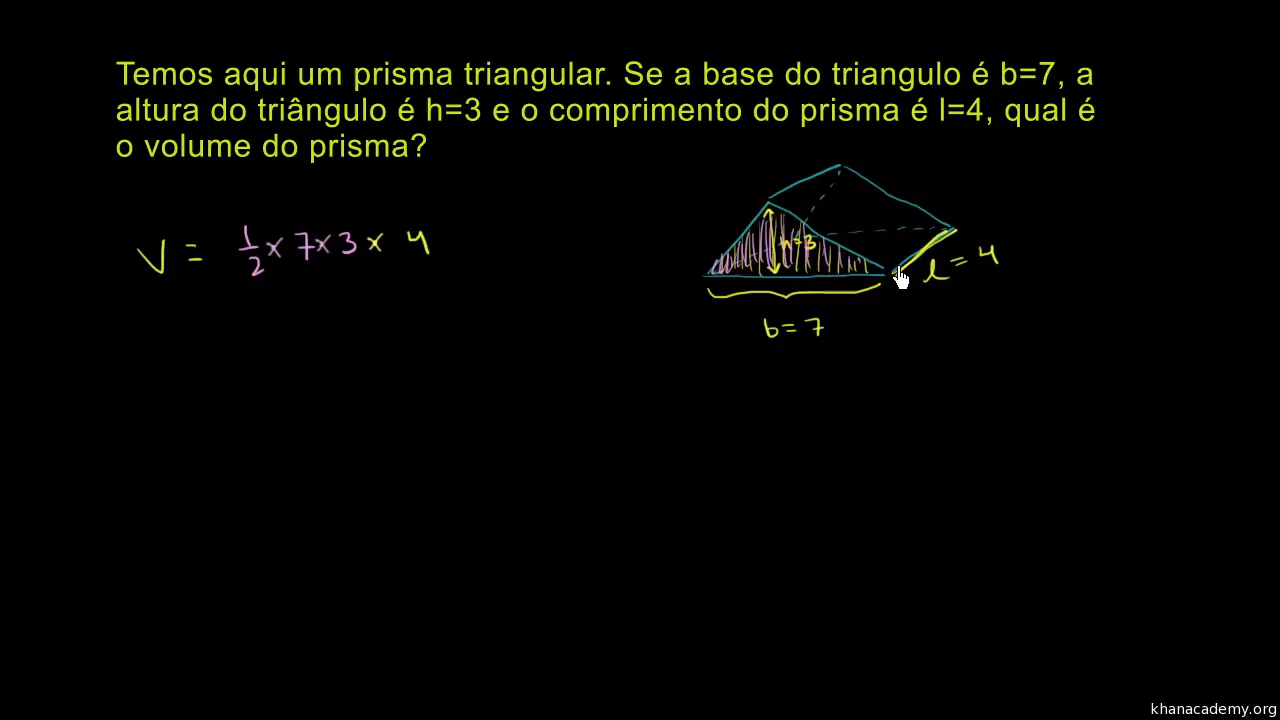 Temos aqui um prisma triangular. Se a base do triangulo é b=7, a
altura do triângulo é h=3 e o comprimento do prisma é l=4, qual é
o volume do prisma?
V = 1/2 x 7 x 3 x 4
h=3
l = 4
b = 7
khanacademy.org